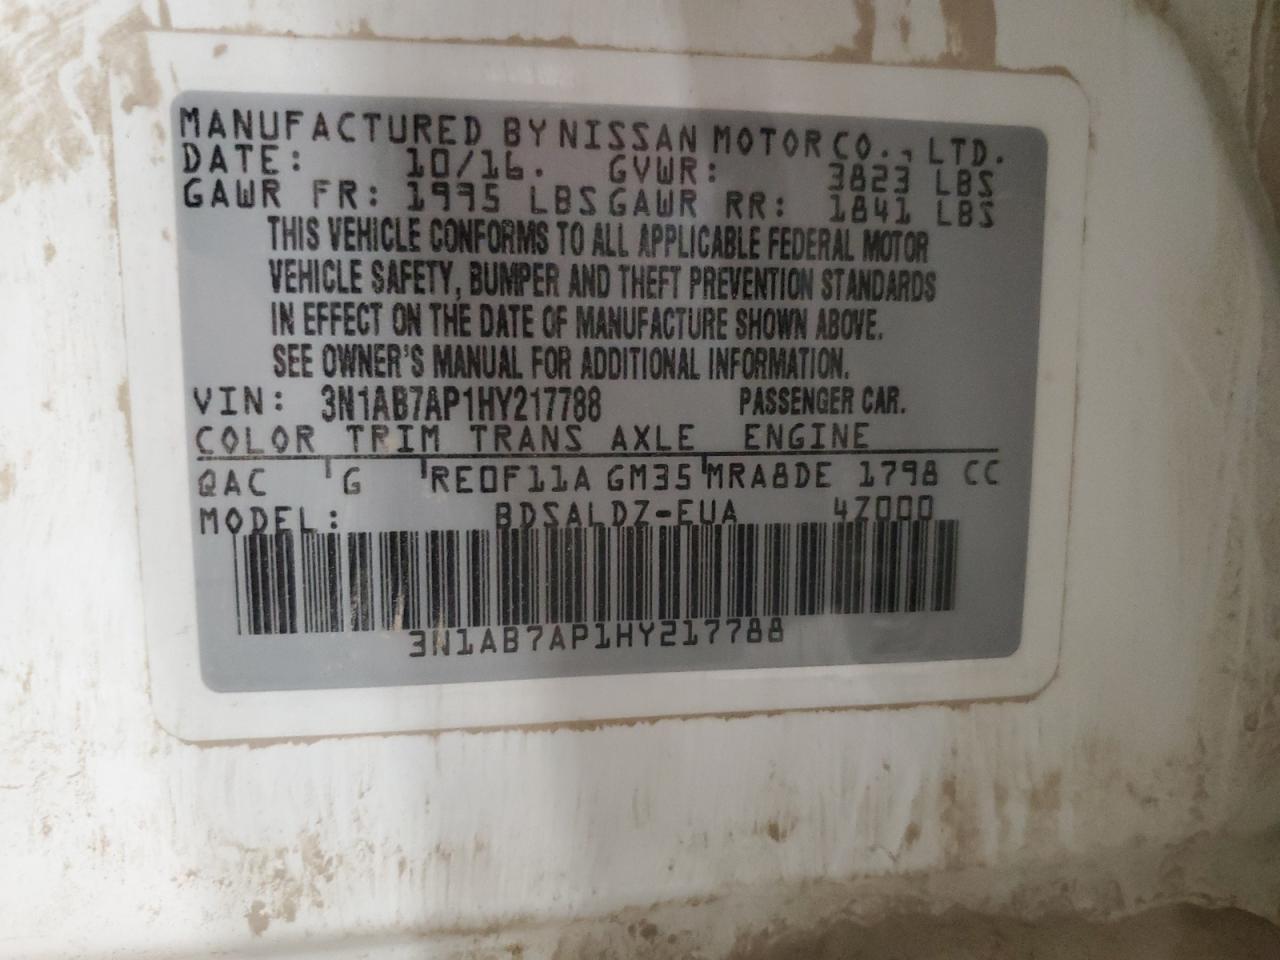 MANUFACTURED BY NISSAN MOTOR CO., LTD.
DATE: 10/16. GVWR: 3823 LBS
GAWR FR: 1995 LBS GAWR RR: 1841 LBS
THIS VEHICLE CONFORMS TO ALL APPLICABLE FEDERAL MOTOR
VEHICLE SAFETY, BUMPER AND THEFT PREVENTION STANDARDS
IN EFFECT ON THE DATE OF MANUFACTURE SHOWN ABOVE.
SEE OWNER'S MANUAL FOR ADDITIONAL INFORMATION.
VIN: 3N1AB7AP1HY217788 PASSENGER CAR.
COLOR TRIM TRANS AXLE ENGINE
QAC G RE0F11A GM35 MRA8DE 1798 CC
MODEL: BDSALDZ-EUA 4Z000
3N1AB7AP1HY217788